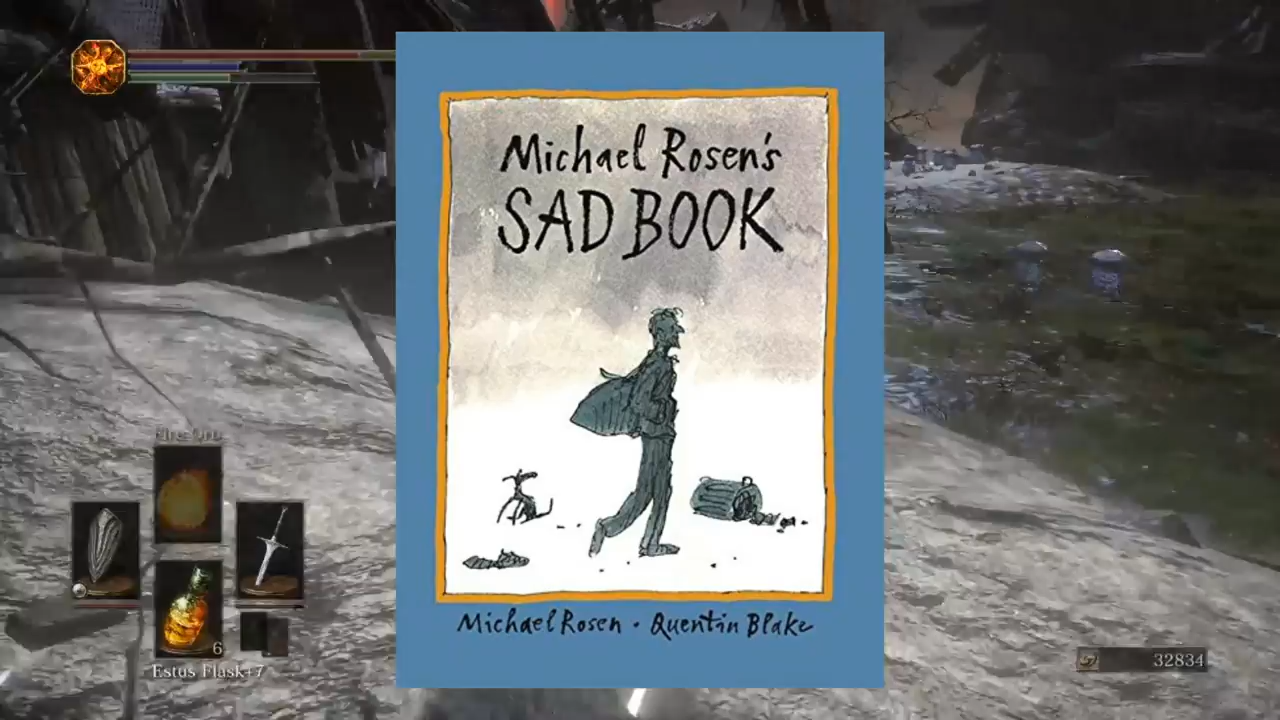 Michael Rosen's
SAD BOOK
Michael Rosen · Quentin Blake
Fire Orb
6
Estus Flask+7
32834